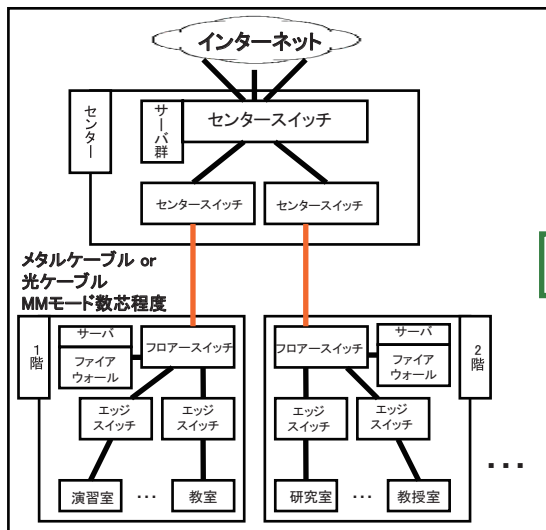 インターネット
センター
サーバ群
センタースイッチ
センタースイッチ
センタースイッチ
メタルケーブル or
光ケーブル
MMモード数芯程度
1階
サーバ
ファイア
ウォール
フロアースイッチ
エッジ
スイッチ
エッジ
スイッチ
演習室
…
教室
フロアースイッチ
サーバ
ファイア
ウォール
2階
エッジ
スイッチ
エッジ
スイッチ
研究室
…
教授室
…